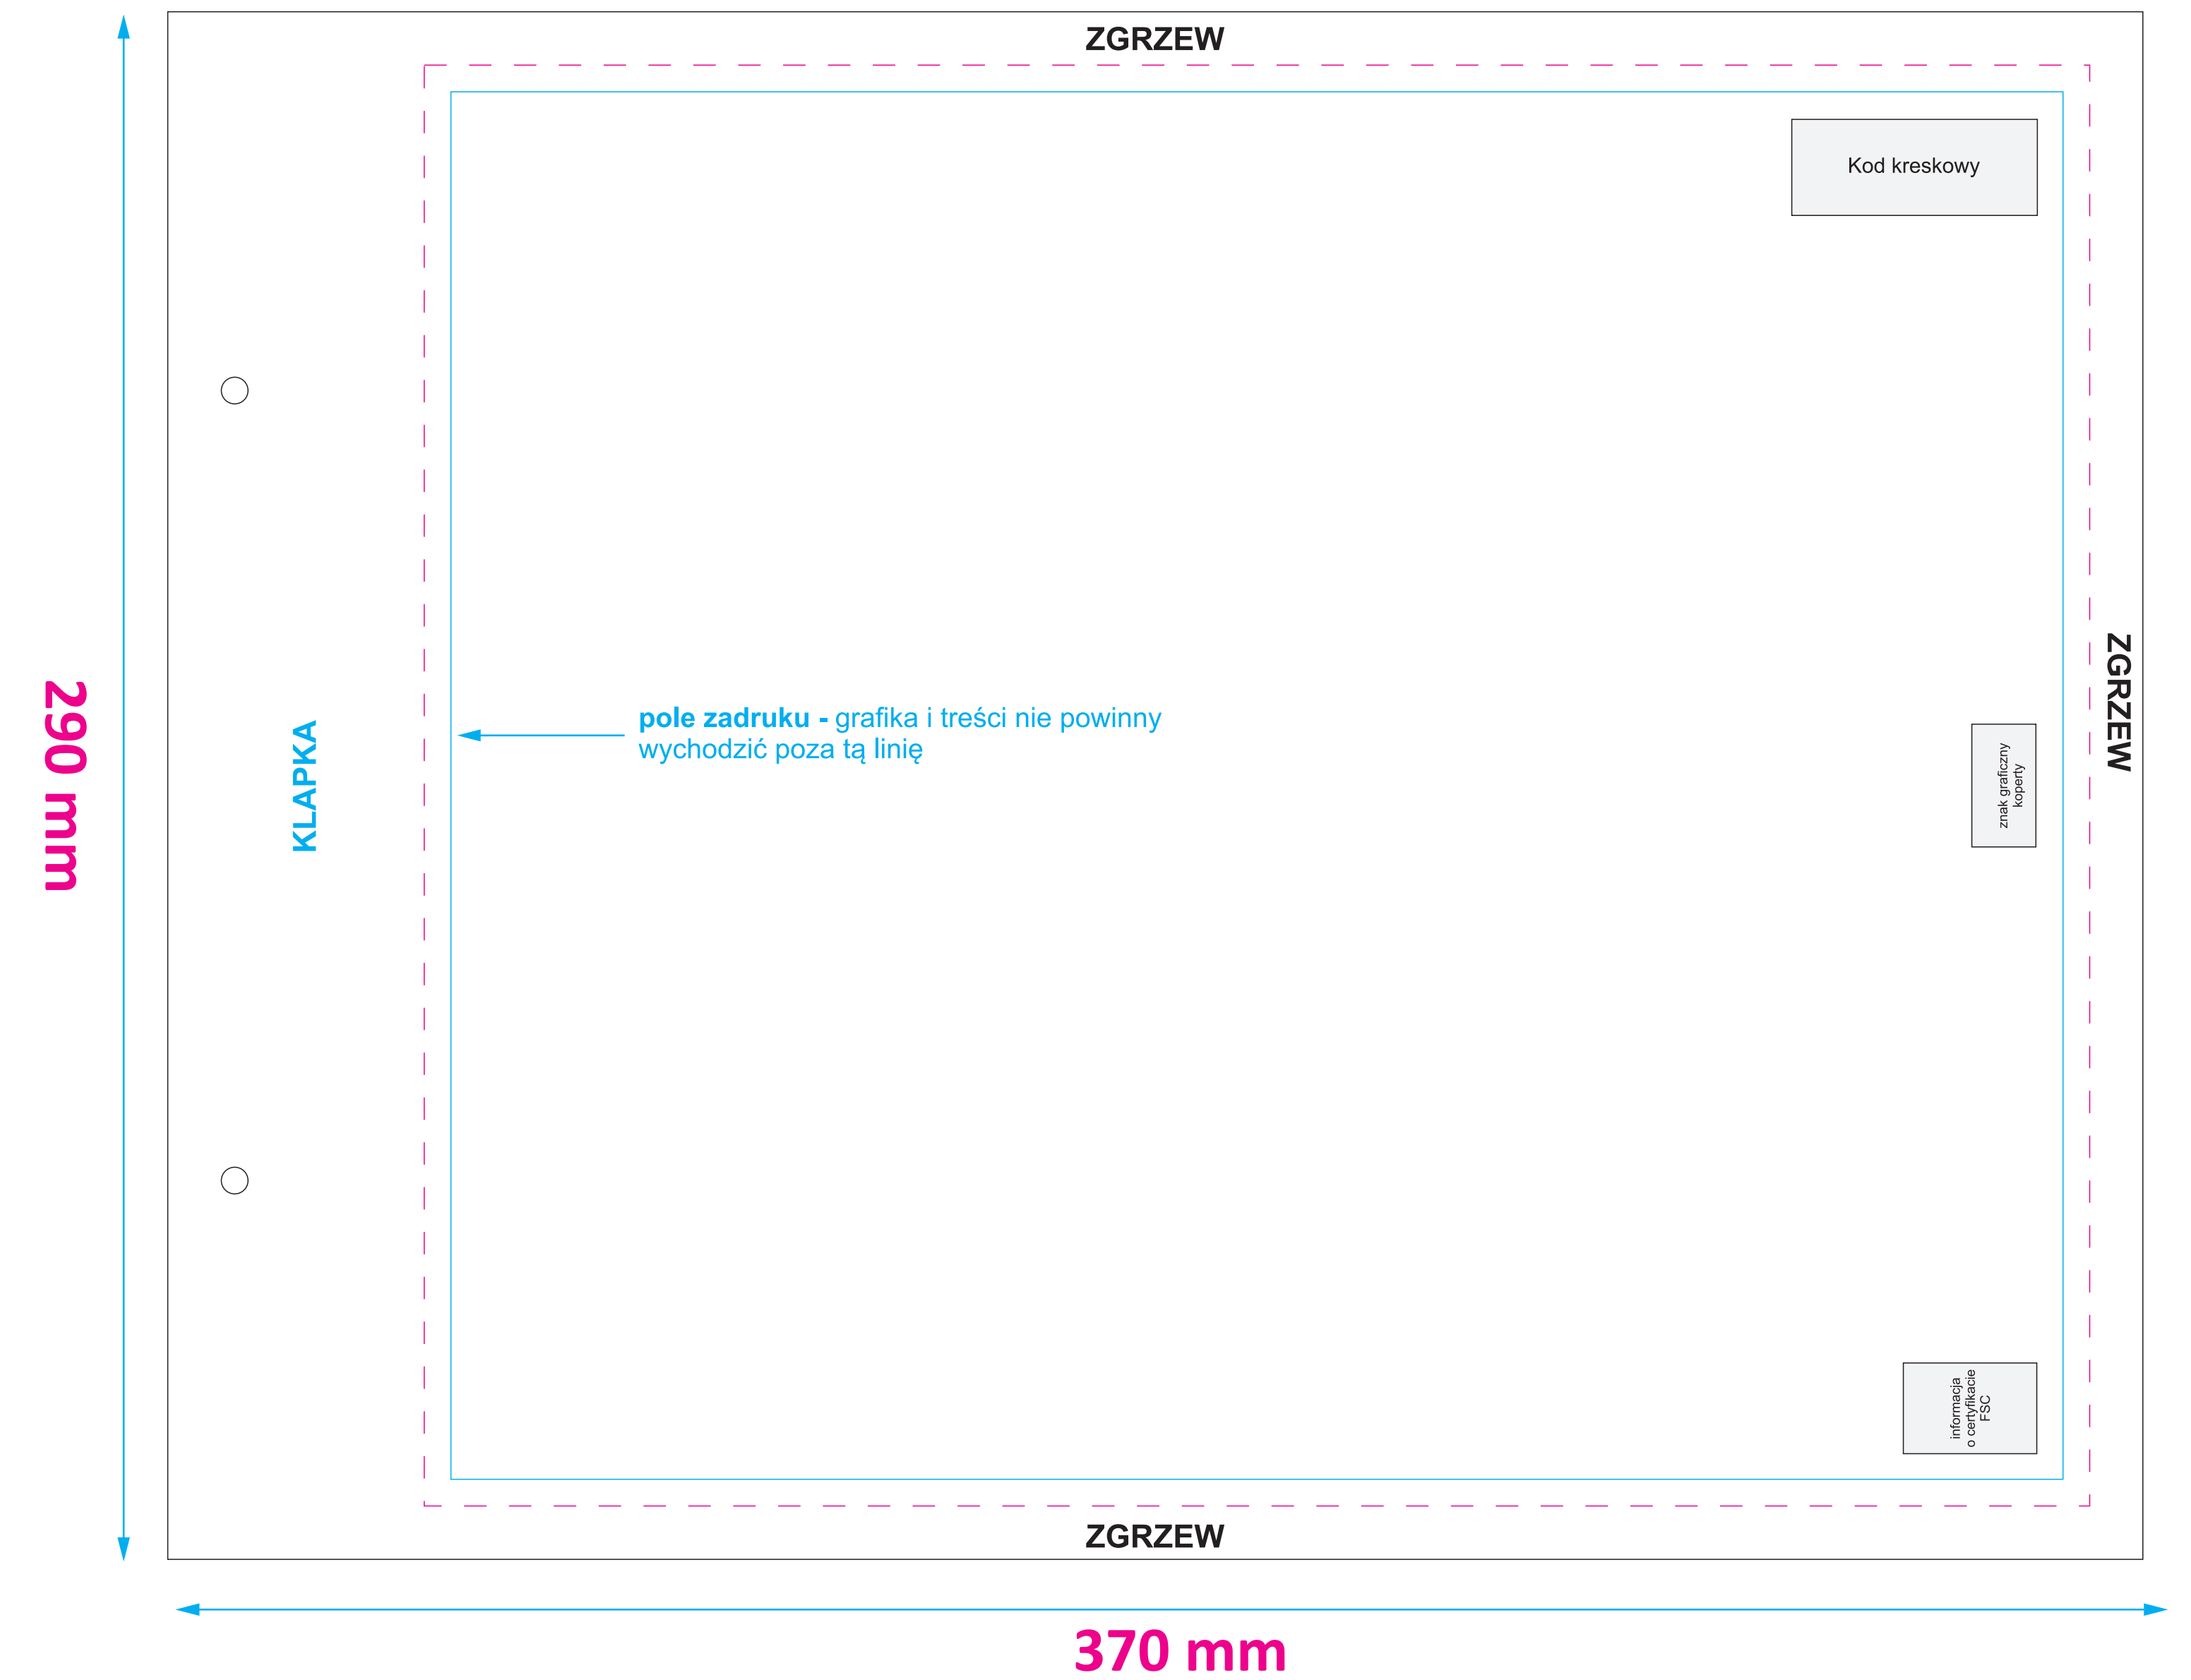 ZGRZEW
Kod kreskowy
290 mm
KLAPKA
pole zadruku - grafika i treści nie powinny
wychodzić poza tą linię
ZGRZEW
znak graficzny
koperty
informacja
o certyfikacie
FSC
ZGRZEW
370 mm